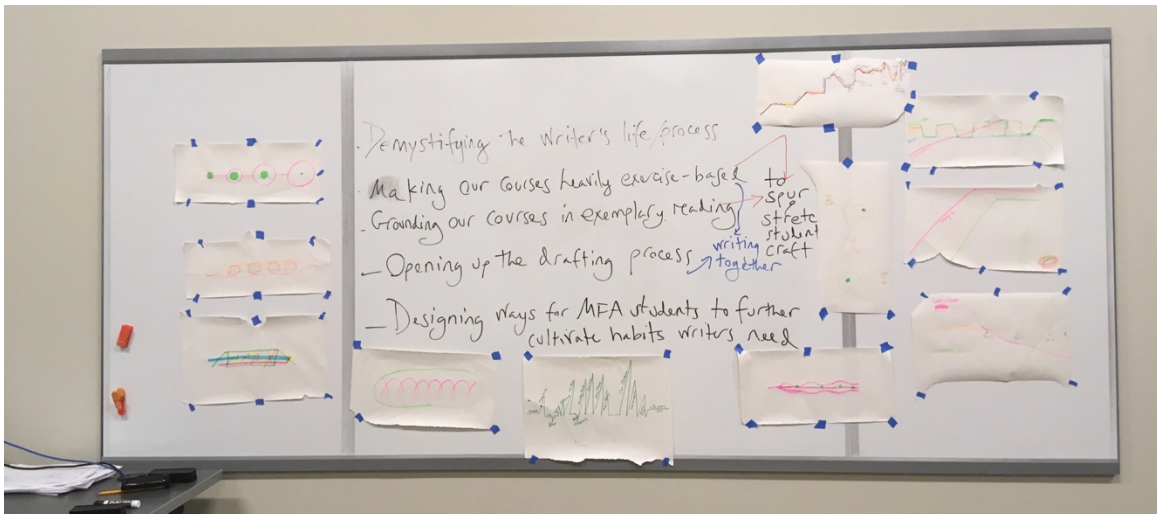 . Demystifying the writer's life/process
. Making our courses heavily exercise-based
- Grounding our courses in exemplary reading
to
spur &
stretch
student
craft
- Opening up the drafting process
writing
together
- Designing ways for MFA students to further
cultivate habits writers need